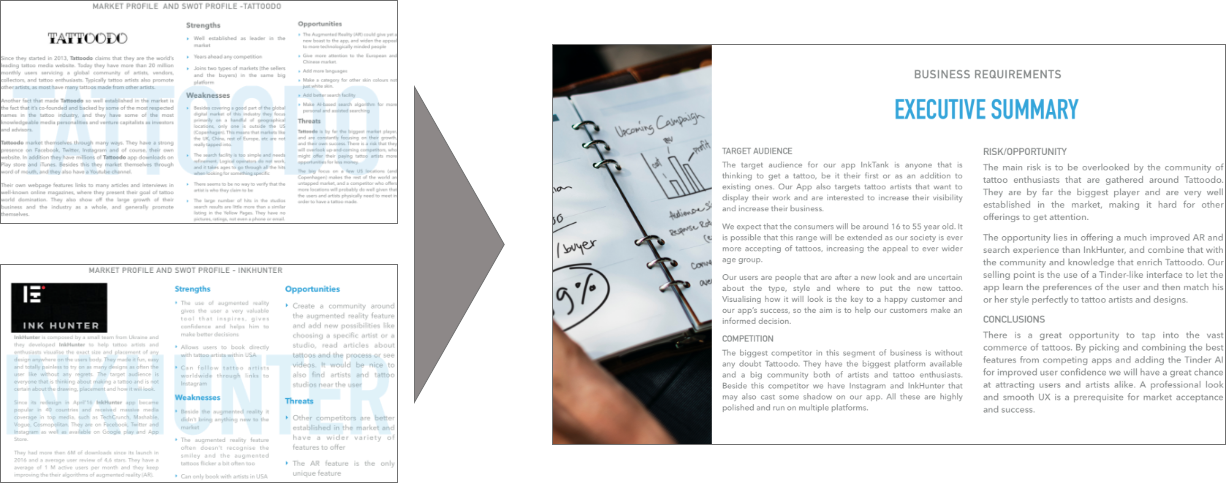 MARKET PROFILE AND SWOT PROFILE -TATTOODO
TATTOODO
Since they started in 2013, Tattoodo claims that they are the world's
leading tattoo media website. Today they have more than 20 million
monthly users servicing a global community of artists, vendors,
collectors, and tattoo enthusiasts. Typically tattoo artists also promote
other artists, as most have many tattoos made from other artists.
Another fact that made Tattoodo so well established in the market is
the fact that it's co-founded and backed by some of the most respected
names in the tattoo industry, and they have some of the most
knowledgeable media personalities and venture capitalists as investors
and advisors.
Tattoodo market themselves through many ways. They have a strong
presence on Facebook, Twitter, Instagram and of course, their own
website. In addition they have millions of Tattoodo app downloads on
Play store and iTunes. Besides this they market themselves through
word of mouth, and they also have a Youtube channel.
Their own webpage features links to many articles and interviews in
well-known online magazines, where they present their goal of tattoo
world domination. They also show off the large growth of their
business and the industry as a whole, and generally promote
themselves.
Strengths
Well established as leader in the
market
Years ahead any competition
Joins two types of markets (the sellers
and the buyers) in the same big
platform
Weaknesses
Besides covering a great part of the global
digital market of this industry they focus
primarily on a handful of geographical
locations, only one is outside the US
(Copenhagen). This means that markets like
the UK, China, rest of Europe, etc are not
really tapped into.
The search facility is too simple and needs
refinement. Logical operators do not work,
and it takes ages to go through all the hits
when looking for something specific
There seems to be no way to verify that the
artist is who they claim to be
The large number of hits in the studios
search results are little more than a similar
listing in the Yellow Pages. They have no
pictures, ratings, not even a phone or email.
Opportunities
The Augmented Reality (AR) could give yet a
new boost to the app, and widen the appeal
to more technologically minded people
Give more attention to the European and
Chinese market.
Add more languages
Make a category for other skin colours not
just white skin.
Add better search facility
Make AI-based search algorithm for more
personal and assisted searching
Threats
Tattoodo is by far the biggest market player,
and are constantly focusing on their growth,
and their own success. There is a risk that they
will overlook up and coming competitors, who
might offer their paying tattoo artists more
opportunities for less money.
The big focus on a few US locations (and
Copenhagen) makes the rest of the world an
untapped market, and a competitor who offers
more locations will probably do well given that
the users and artists physically need to meet in
order to have a tattoo made.
TATTOODO
MARKET PROFILE AND SWOT PROFILE - INKHUNTER
INK HUNTER
InkHunter is composed by a small team from Ukraine and
they developed InkHunter to help tattoo artists and
enthusiasts visualise the exact size and placement of any
design anywhere on the users body. They made it fun, easy
and totally painless to try on as many designs as often the
user like without any regrets. The target audience is
everyone that is thinking about making a tattoo and is not
certain about the drawing, placement and how it will look.
Since its redesign in April'16 InkHunter app became
popular in 40 countries and received massive media
coverage in top media, such as TechCrunch, Mashable,
Vogue, Cosmopolitan. They are on Facebook, Twitter and
Instagram as well as available on Google play and App
Store.
They had more than 6M of downloads since its launch in
2016 and a average user review of 4,6 stars. They have a
average of 1 M active users per month and they keep
improving the their algorithms of augmented reality (AR).
Strengths
The use of augmented reality
gives the user a very valuable
tool that inspires, gives
confidence and helps him to
make better decisions
Allows users to book directly
with tattoo artists within USA
Can follow tattoo artists
worldwide through links to
Instagram
Weaknesses
Beside the augmented reality it
didn't bring anything new to the
market
The augmented reality feature
often doesn't recognise the
smiley and the augmented
tattoos flicker a bit often too
Can only book with artists in USA
Opportunities
Create a community around
the augmented reality feature
and add new possibilities like
choosing a specific artist or a
studio, read articles about
tattoos and the process or see
videos. It would be nice to
also find artists and tattoo
studios near the user
Threats
Other competitors are better
established in the market and
have a wider variety of
features to offer
The AR feature is the only
unique feature
INKHUNTER
Upcoming Campaign
/buyer
9%
BUSINESS REQUIREMENTS
EXECUTIVE SUMMARY
TARGET AUDIENCE
The target audience for our app InkTank is anyone that is
thinking to get a tattoo, be it their first or as an addition to
existing ones. Our App also targets tattoo artists that want to
display their work and are interested to increase their visibility
and increase their business.
We expect that the consumers will be around 16 to 55 year old. It
is possible that this range will be extended as our society is ever
more accepting of tattoos, increasing the appeal to ever wider
age group.
Our users are people that are after a new look and are uncertain
about the type, style and where to put the new tattoo.
Visualising how it will look is the key to a happy customer and
our app's success, so the aim is to help our customers make an
informed decision.
COMPETITION
The biggest competitor in this segment of business is without
any doubt Tattoodo. They have the biggest platform available
and a big community both of artists and tattoo enthusiasts.
Beside this competitor we have Instagram and InkHunter that
may also cast some shadow on our app. All these are highly
polished and run on multiple platforms.
RISK/OPPORTUNITY
The main risk is to be overlooked by the community of
tattoo enthusiasts that are gathered around Tattoodo.
They are by far the biggest player and are very well
established in the market, making it hard for other
offerings to get attention.
The opportunity lies in offering a much improved AR and
search experience than InkHunter, and combine that with
the community and knowledge that enrich Tattoodo. Our
selling point is the use of a Tinder-like interface to let the
app learn the preferences of the user and then match his
or her style perfectly to tattoo artists and designs.
CONCLUSIONS
There is a great opportunity to tap into the vast
commerce of tattoos. By picking and combining the best
features from competing apps and adding the Tinder AI
for improved user confidence we will have a great chance
at attracting users and artists alike. A professional look
and smooth UX is a prerequisite for market acceptance
and success.